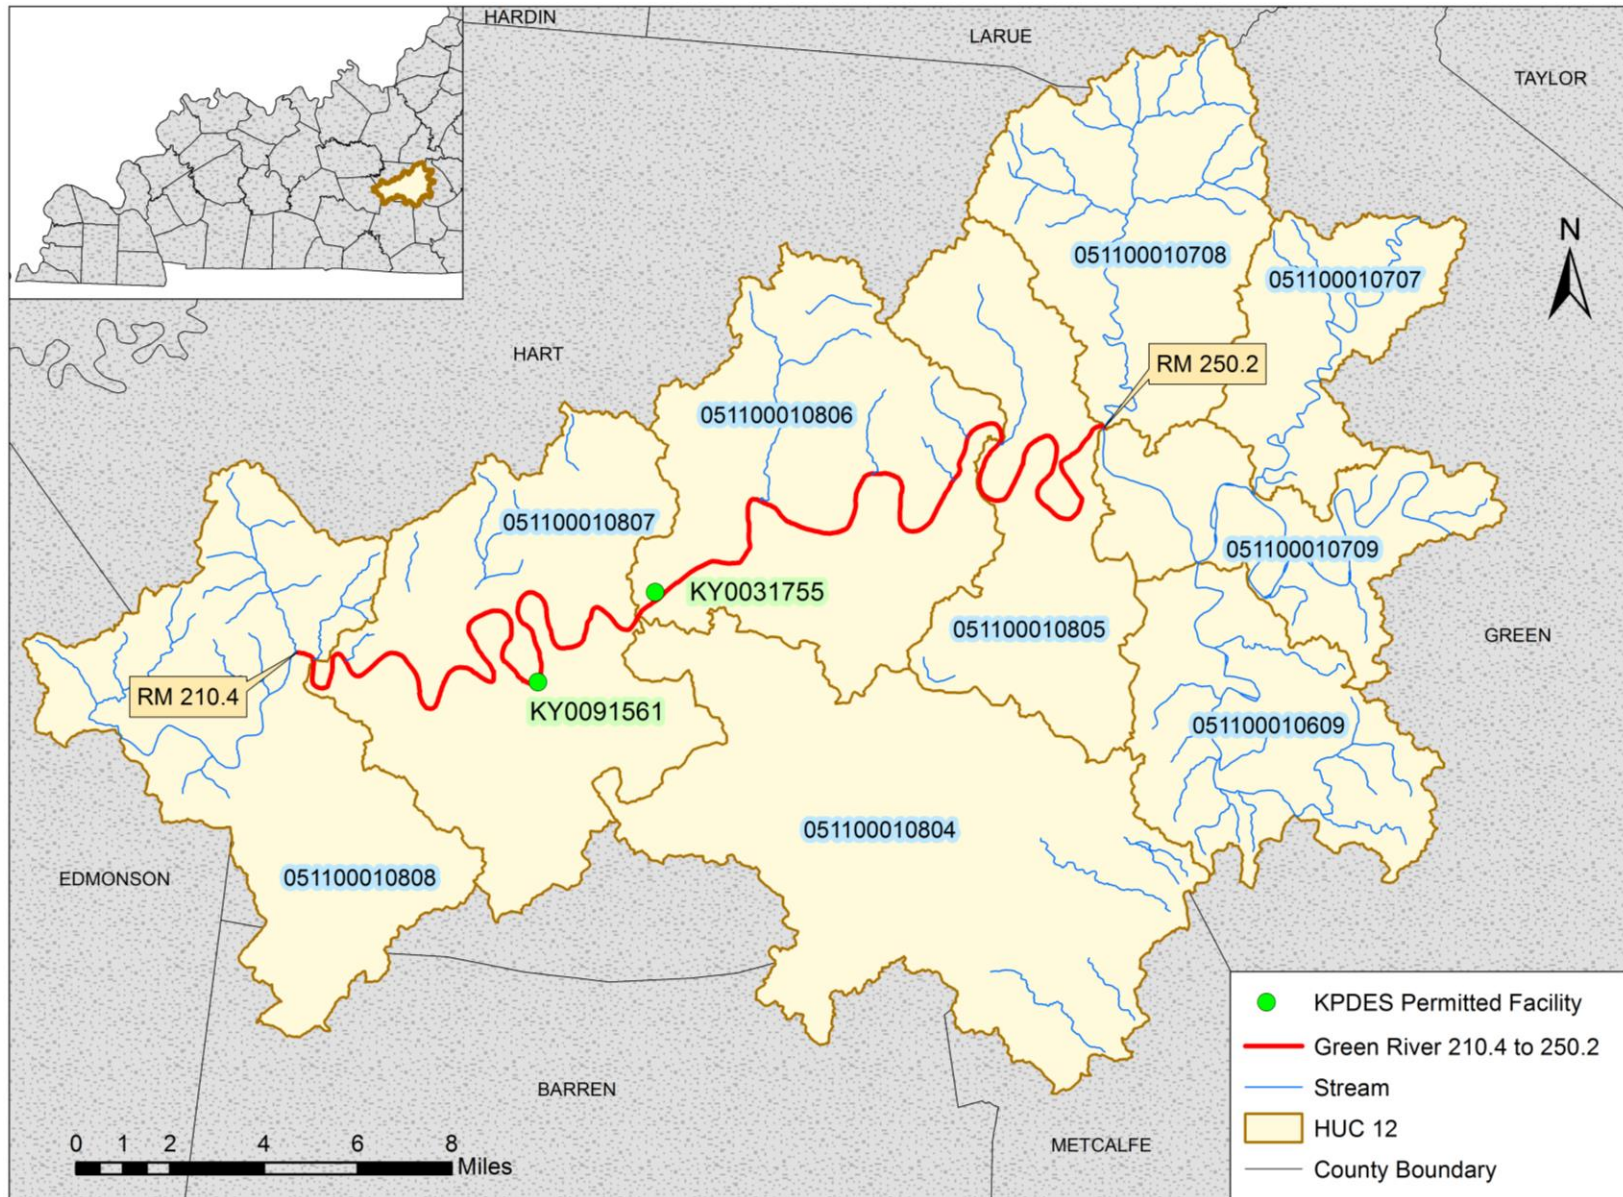 HARDIN
LARUE
TAYLOR
N
051100010708
051100010707
HART
RM 250.2
051100010806
051100010807
051100010709
KY0031755
051100010805
GREEN
RM 210.4
KY0091561
051100010609
051100010804
EDMONSON
051100010808
BARREN
METCALFE
KPDES Permitted Facility
Green River 210.4 to 250.2
Stream
HUC 12
County Boundary
0 1 2 4 6 8
Miles